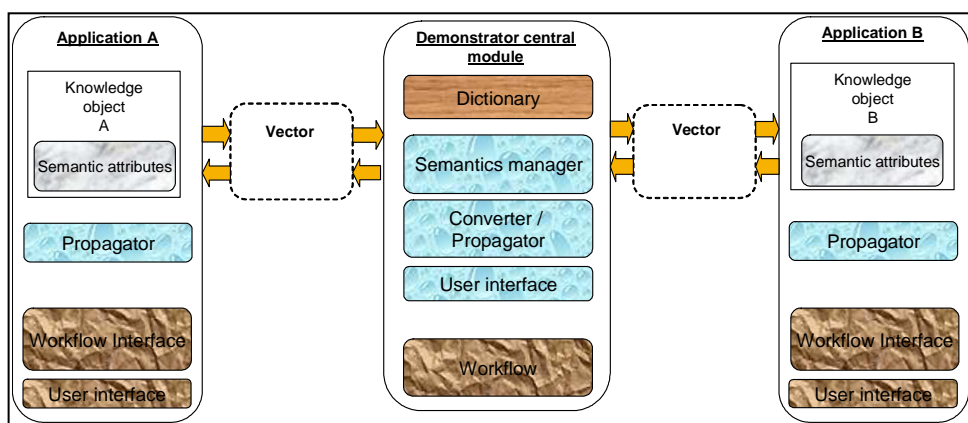 Application A
Knowledge
object
A
Semantic attributes
Propagator
Workflow Interface
User interface
Vector
Demonstrator central
module
Dictionary
Semantics manager
Converter /
Propagator
User interface
Workflow
Vector
Application B
Knowledge
object
B
Semantic attributes
Propagator
Workflow Interface
User interface